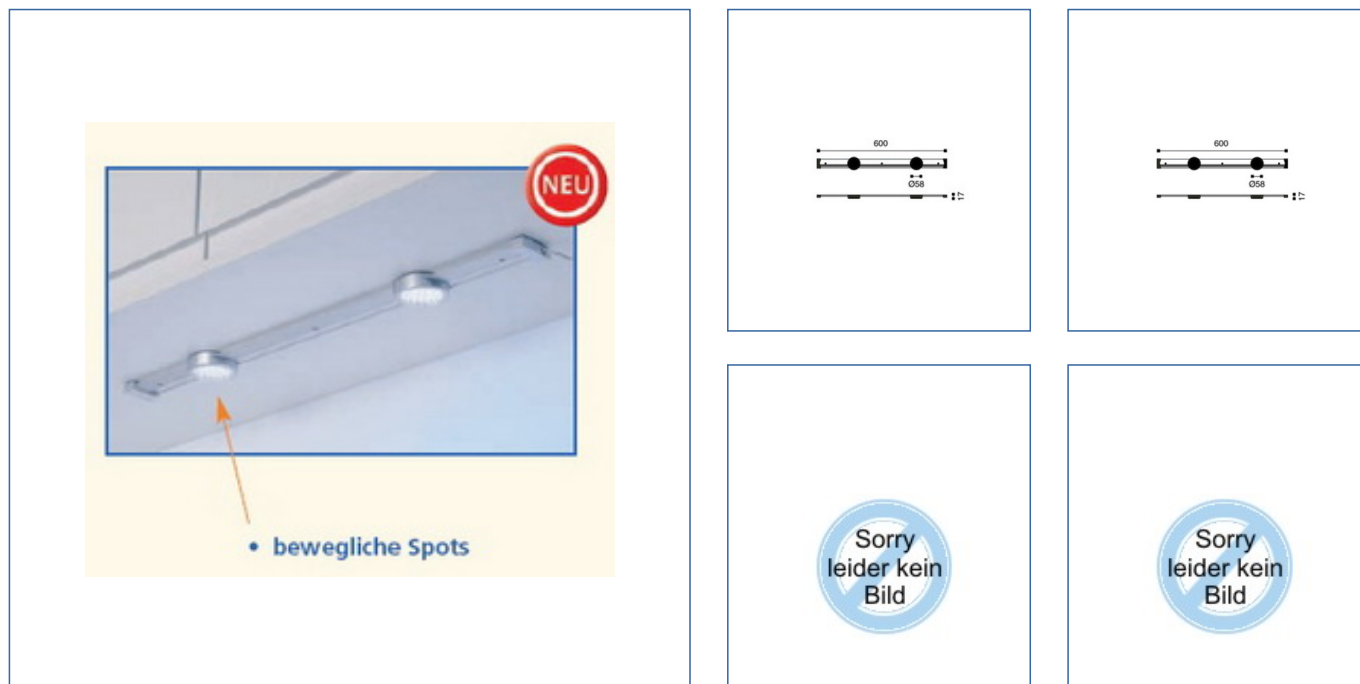 NEU
• bewegliche Spots
600
Ø58
17
600
Ø58
17
Sorry
leider kein
Bild
Sorry
leider kein
Bild